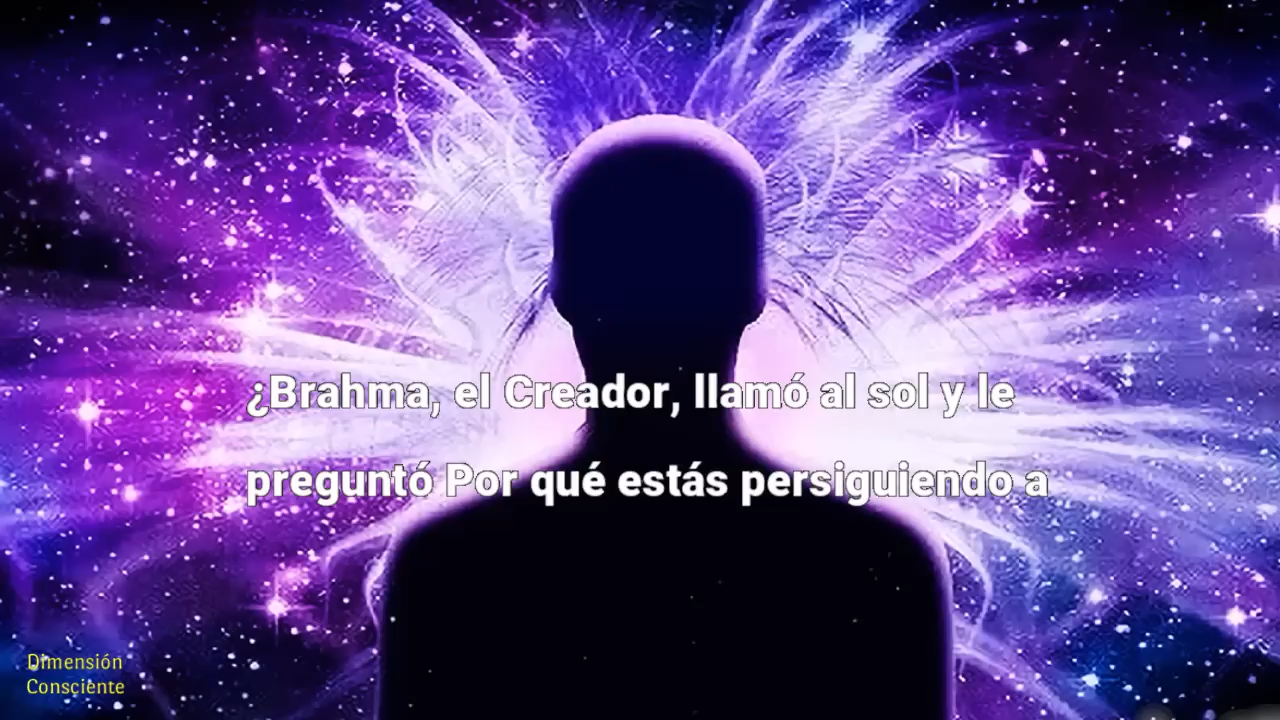 ¿Brahma, el Creador, llamó al sol y le
preguntó Por qué estás persiguiendo a
Dimensión
Consciente